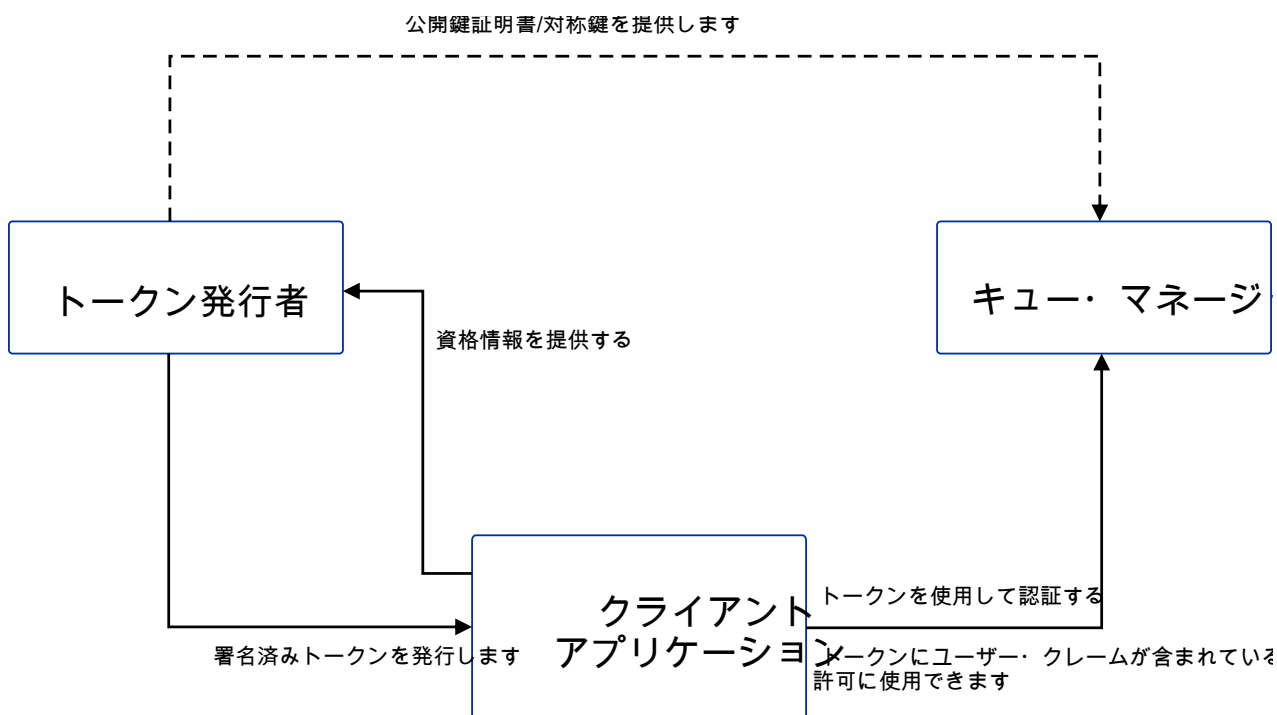 公開鍵証明書/対称鍵を提供します
トークン発行者
キュー・マネージ
資格情報を提供する
クライアント
アプリケーション
トークンを使用して認証する
署名済みトークンを発行します
トークンにユーザー・クレームが含まれている
許可に使用できます